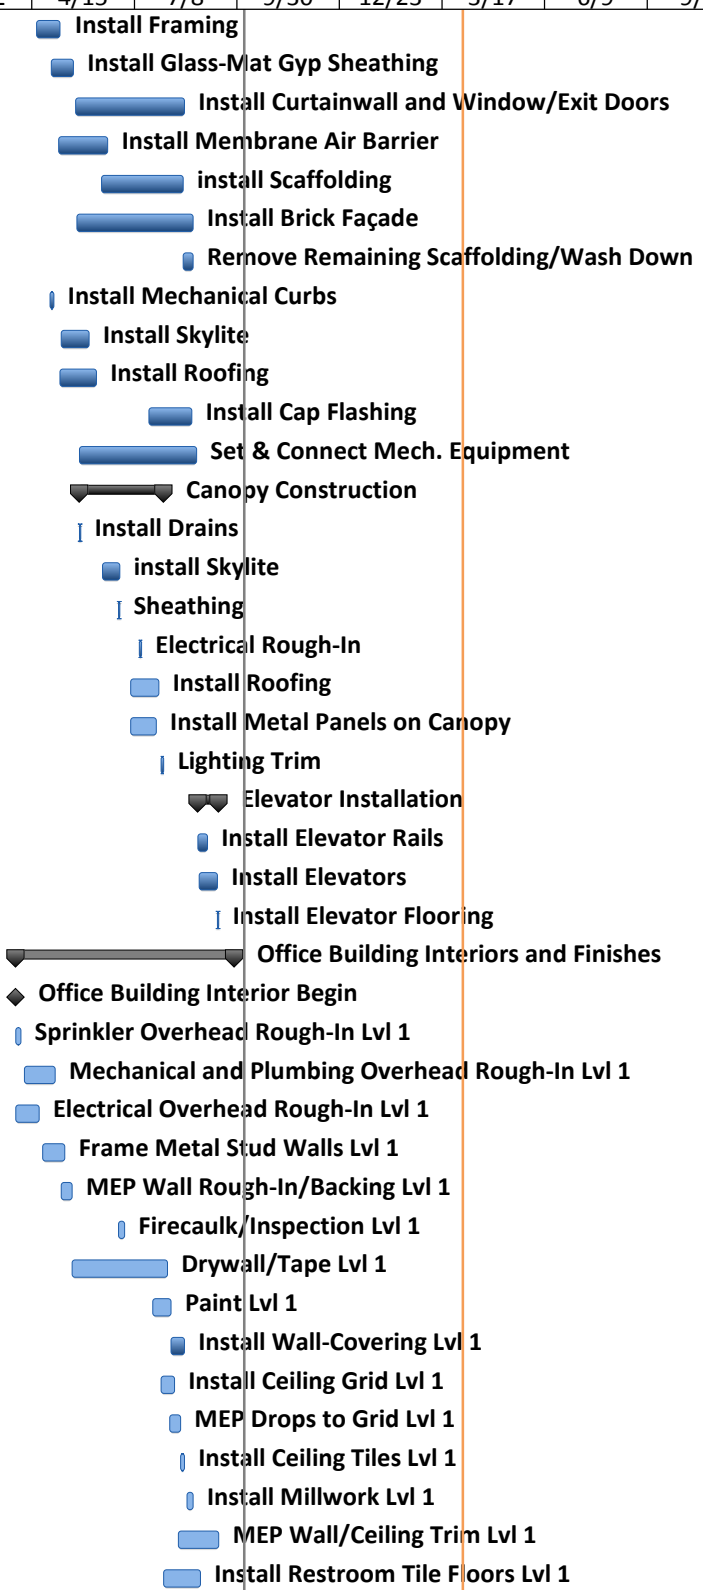 4/15 7/8 9/30 12/23 3/17 6/9
Install Framing
Install Glass-Mat Gyp Sheathing
Install Curtainwall and Window/Exit Doors
Install Membrane Air Barrier
install Scaffolding
Install Brick Façade
Remove Remaining Scaffolding/Wash Down
Install Mechanical Curbs
Install Skylite
Install Roofing
Install Cap Flashing
Set & Connect Mech. Equipment
Canopy Construction
Install Drains
install Skylite
Sheathing
Electrical Rough-In
Install Roofing
Install Metal Panels on Canopy
Lighting Trim
Elevator Installation
Install Elevator Rails
Install Elevators
Install Elevator Flooring
Office Building Interiors and Finishes
Office Building Interior Begin
Sprinkler Overhead Rough-In Lvl 1
Mechanical and Plumbing Overhead Rough-In Lvl 1
Electrical Overhead Rough-In Lvl 1
Frame Metal Stud Walls Lvl 1
MEP Wall Rough-In/Backing Lvl 1
Firecaulk/Inspection Lvl 1
Drywall/Tape Lvl 1
Paint Lvl 1
Install Wall-Covering Lvl 1
Install Ceiling Grid Lvl 1
MEP Drops to Grid Lvl 1
Install Ceiling Tiles Lvl 1
Install Millwork Lvl 1
MEP Wall/Ceiling Trim Lvl 1
Install Restroom Tile Floors Lvl 1